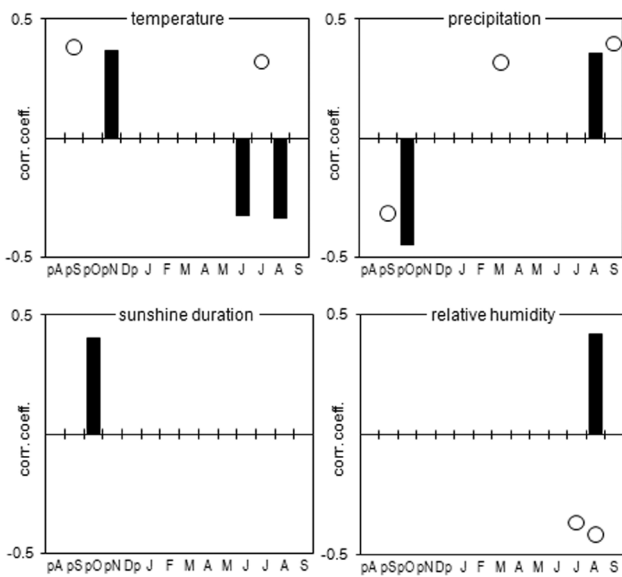 temperature
0.5
corr. coeff.
-0.5
pA pS pO pN Dp J F M A M J J A S
precipitation
0.5
corr. coeff.
-0.5
pA pS pO pN Dp J F M A M J J A S
sunshine duration
0.5
corr. coeff.
-0.5
pA pS pO pN Dp J F M A M J J A S
relative humidity
0.5
corr. coeff.
-0.5
pA pS pO pN Dp J F M A M J J A S